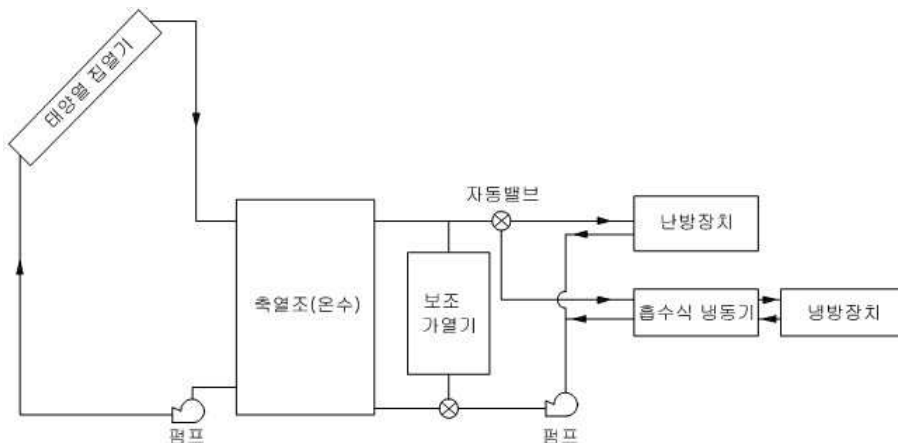 태양열 집열기
자동밸브
난방장치
축열조(온수)
보조
가열기
흡수식 냉동기
냉방장치
펌프
펌프